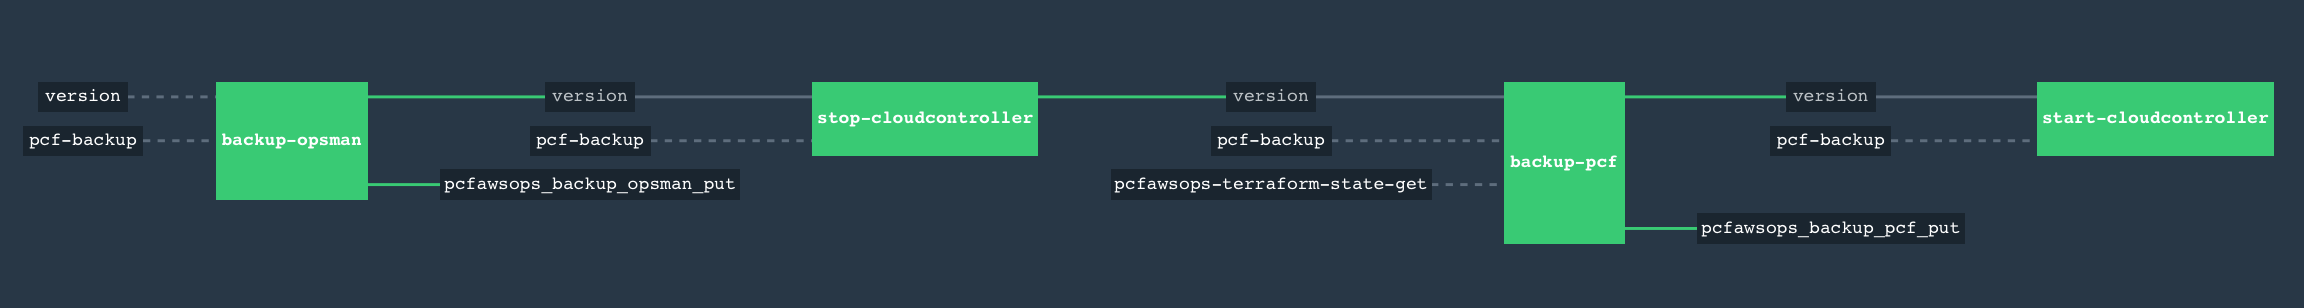 version
pcf-backup
backup-opsman
version
pcf-backup
pcfawsops_backup_opsman_put
stop-cloudcontroller
version
pcf-backup
pcfawsops-terraform-state-get
backup-pcf
version
pcf-backup
pcfawsops_backup_pcf_put
start-cloudcontroller